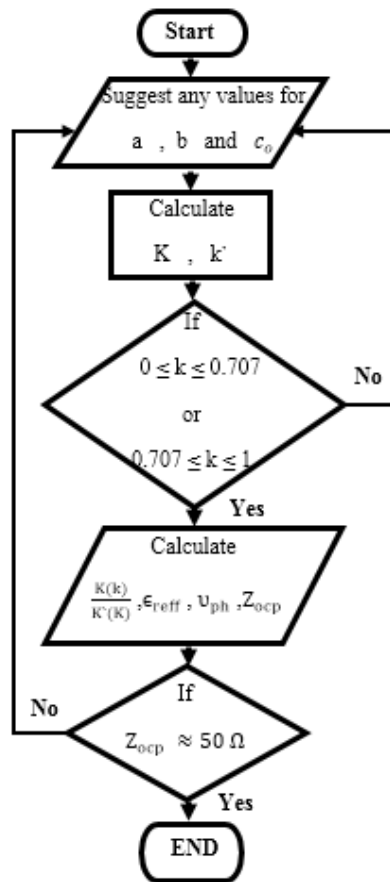 Start
Suggest any values for
a , b and cₒ
Calculate
K , k`
If
0 ≤ k ≤ 0.707
or
0.707 ≤ k ≤ 1
No
Yes
Calculate
K(k)/K`(K) ,ϵreff , υph ,Zocp
If
Zocp ≈ 50 Ω
No
Yes
END